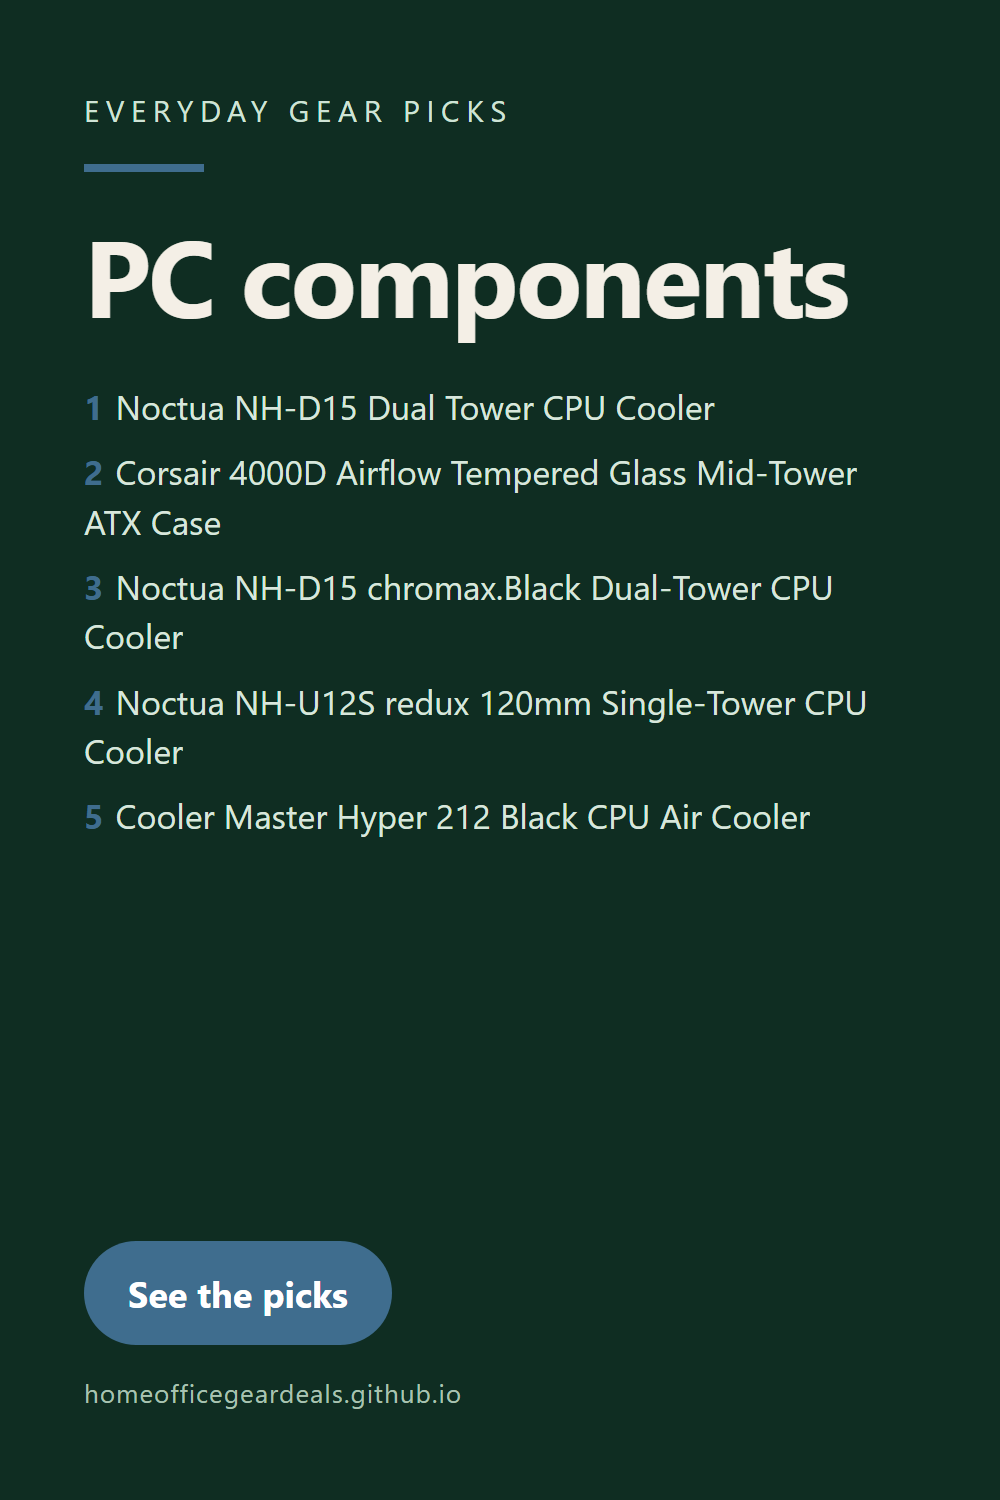 EVERYDAY GEAR PICKS
PC components
1 Noctua NH-D15 Dual Tower CPU Cooler
2 Corsair 4000D Airflow Tempered Glass Mid-Tower
ATX Case
3 Noctua NH-D15 chromax.Black Dual-Tower CPU
Cooler
4 Noctua NH-U12S redux 120mm Single-Tower CPU
Cooler
5 Cooler Master Hyper 212 Black CPU Air Cooler
See the picks
homeofficegeardeals.github.io